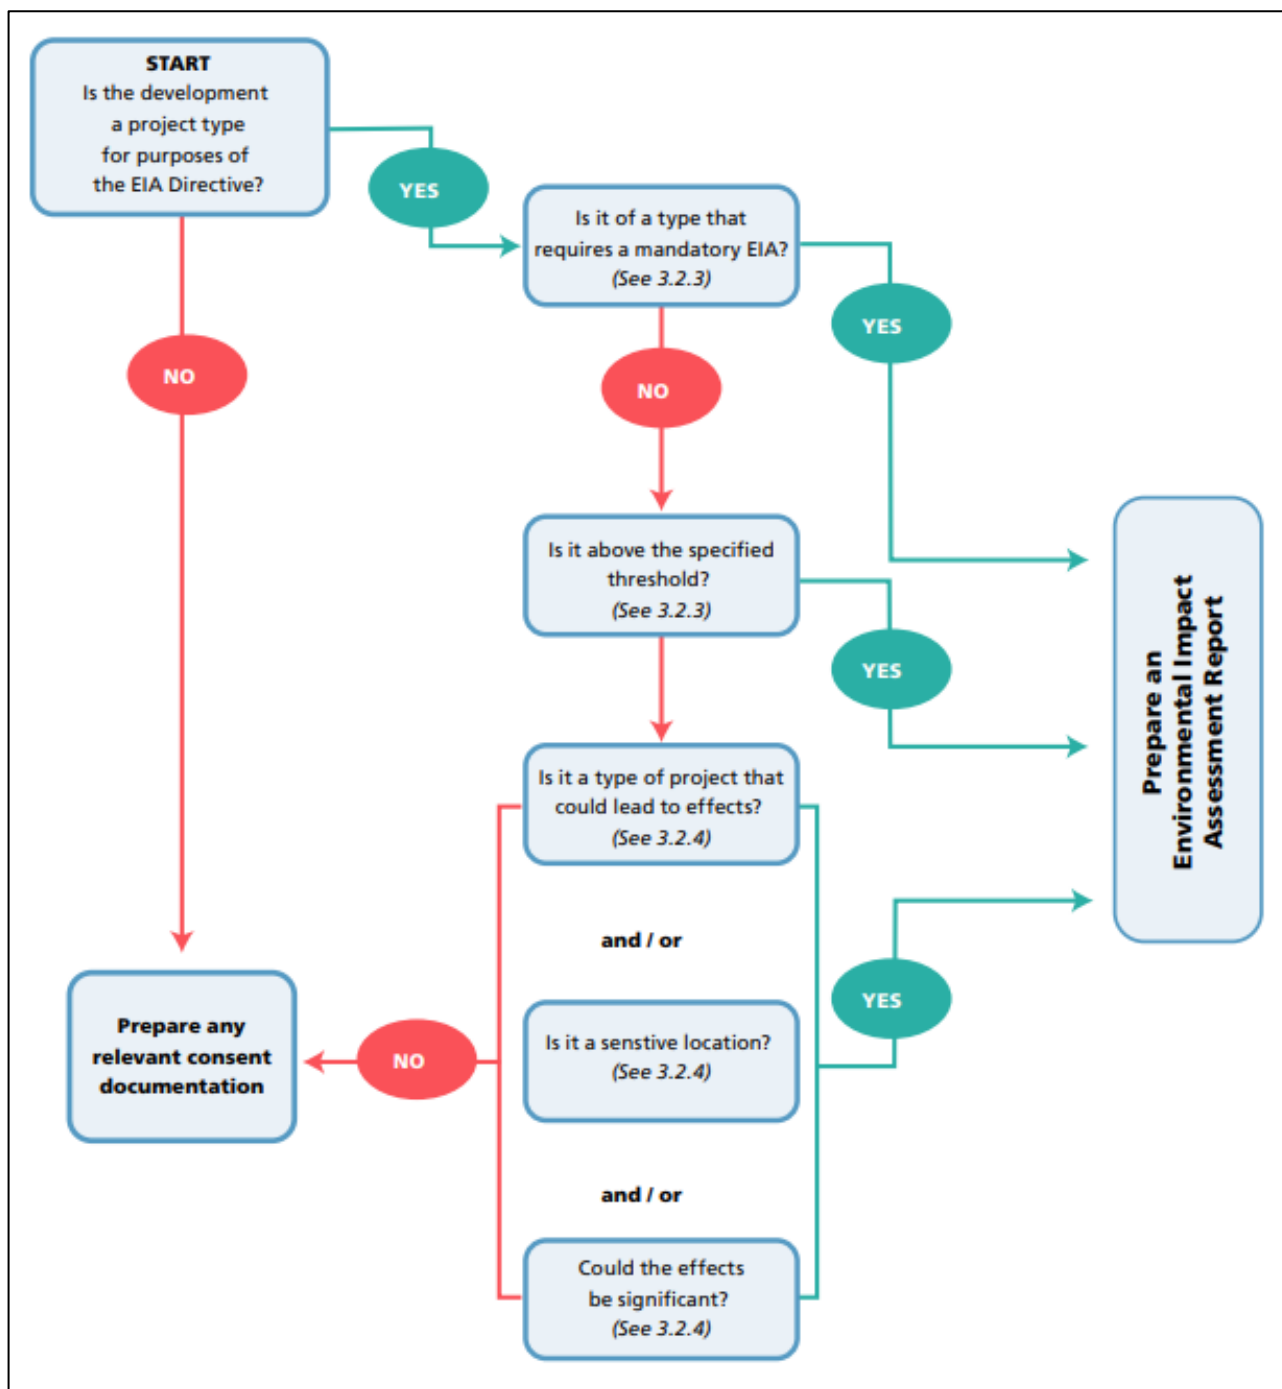 START
Is the development
a project type
for purposes of
the EIA Directive?
YES
Is it of a type that
requires a mandatory EIA?
(See 3.2.3)
YES
NO
NO
Is it above the specified
threshold?
(See 3.2.3)
YES
Prepare an
Environmental Impact
Assessment Report
Is it a type of project that
could lead to effects?
(See 3.2.4)
and / or
Prepare any
relevant consent
documentation
NO
Is it a senstive location?
(See 3.2.4)
YES
and / or
Could the effects
be significant?
(See 3.2.4)